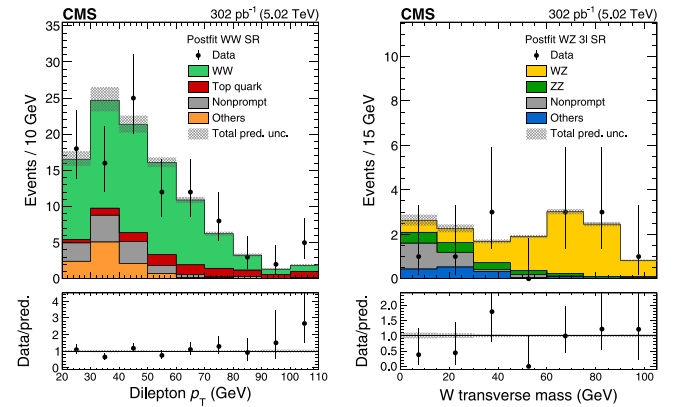 CMS 302 pb⁻¹ (5.02 TeV)
Postfit WW SR
Data
WW
Top quark
Nonprompt
Others
Total pred. unc.
Events / 10 GeV
35
30
25
20
15
10
5
0
Data/pred.
4
3
2
1
0
20 30 40 50 60 70 80 90 100 110
Dilepton p_T (GeV)
CMS 302 pb⁻¹ (5.02 TeV)
Postfit WZ 3l SR
Data
WZ
ZZ
Nonprompt
Others
Total pred. unc.
Events / 15 GeV
10
8
6
4
2
0
Data/pred.
2.0
1.5
1.0
0.5
0.0
0 20 40 60 80 100
W transverse mass (GeV)